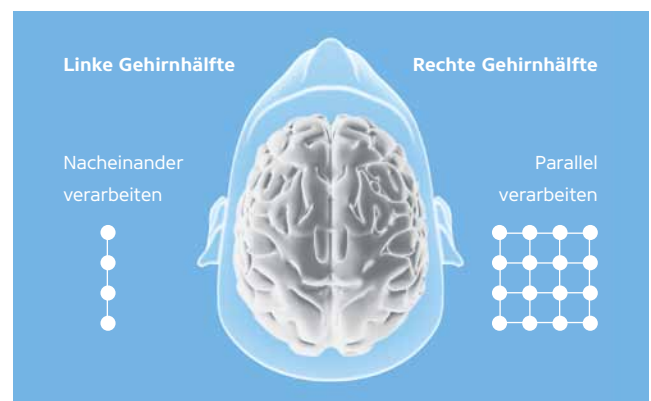 Linke Gehirnhälfte
Rechte Gehirnhälfte
Nacheinander
verarbeiten
Parallel
verarbeiten